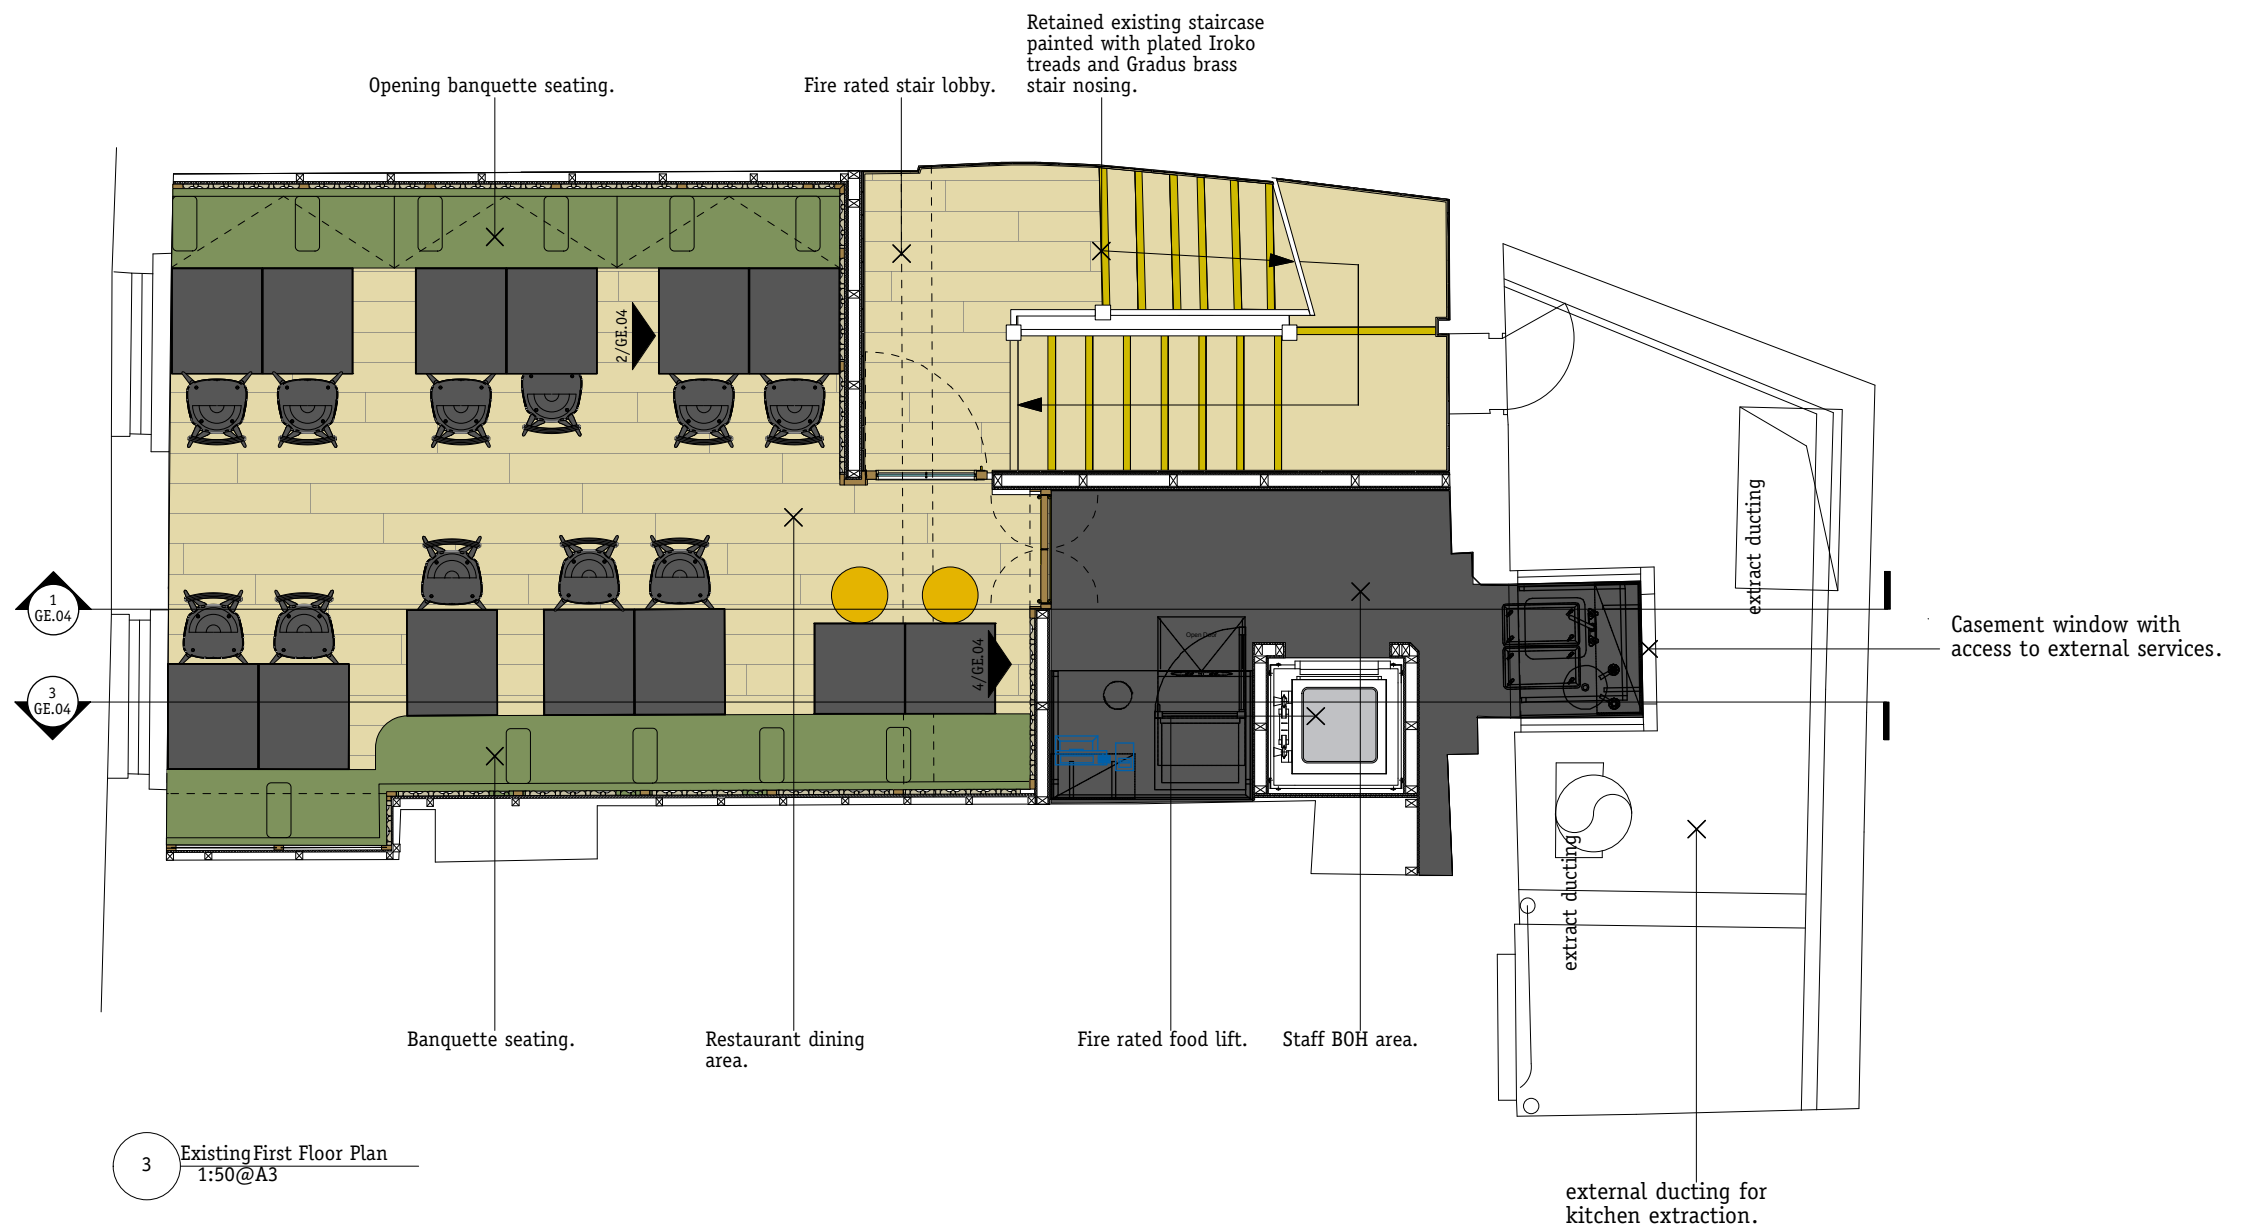 Retained existing staircase
painted with plated Iroko
treads and Gradus brass
stair nosing.
Opening banquette seating.
Fire rated stair lobby.
2/GE.04
extract ducting
1
GE.04
Casement window with
access to external services.
Open Door
4/GE.04
3
GE.04
extract ducting
Banquette seating.
Restaurant dining
area.
Fire rated food lift.
Staff BOH area.
3
Existing First Floor Plan
1:50@A3
external ducting for
kitchen extraction.